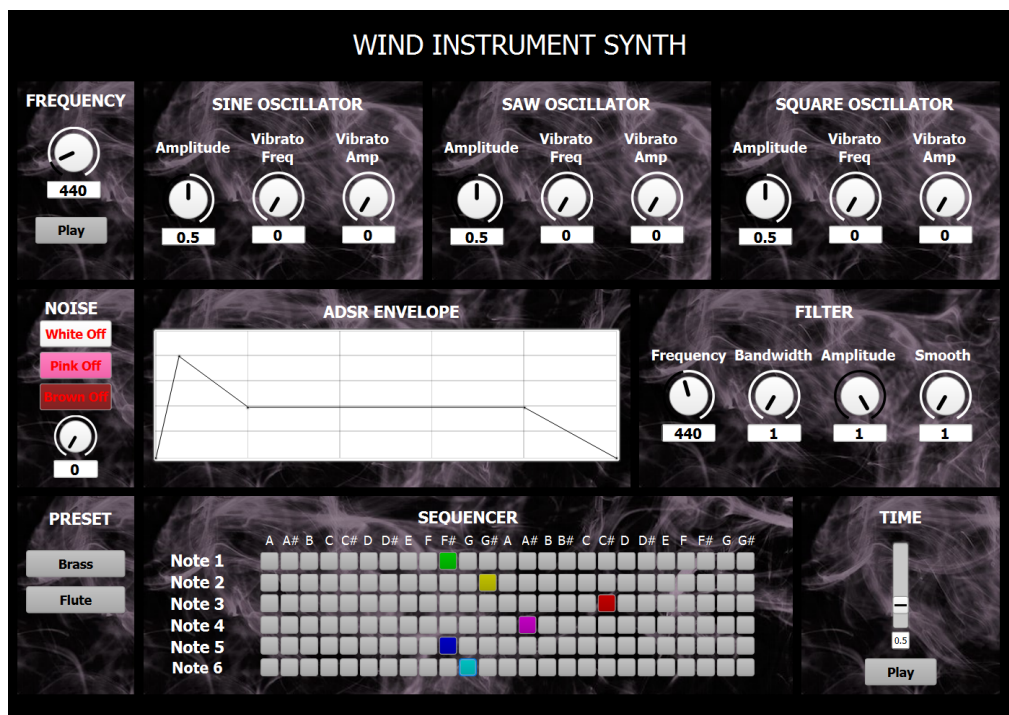 WIND INSTRUMENT SYNTH
FREQUENCY
440
Play
SINE OSCILLATOR
Amplitude Vibrato Freq Vibrato Amp
0.5 0 0
SAW OSCILLATOR
Amplitude Vibrato Freq Vibrato Amp
0.5 0 0
SQUARE OSCILLATOR
Amplitude Vibrato Freq Vibrato Amp
0.5 0 0
NOISE
White Off
Pink Off
Brown Off
0
ADSR ENVELOPE
FILTER
Frequency Bandwidth Amplitude Smooth
440 1 1 1
PRESET
Brass
Flute
SEQUENCER
A A# B C C# D D# E F F# G G# A A# B B# C C# D D# E F F# G G#
Note 1
Note 2
Note 3
Note 4
Note 5
Note 6
TIME
0.5
Play